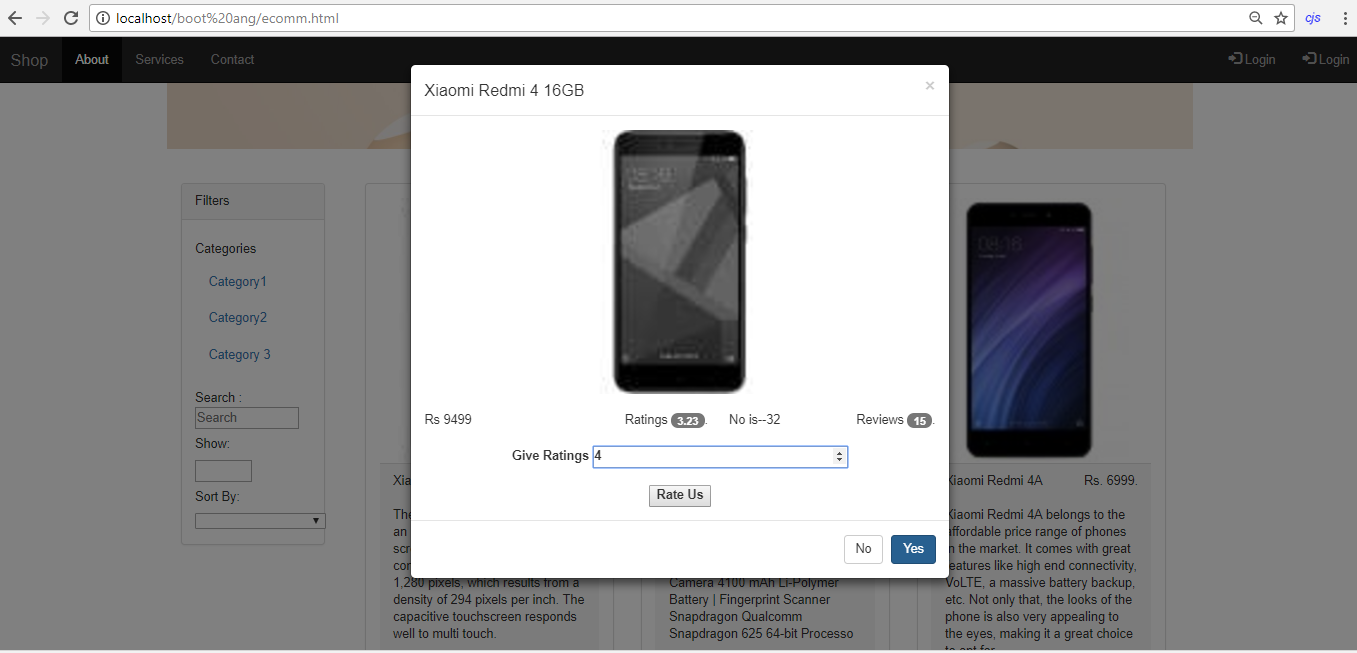 localhost/boot%20ang/ecomm.html
cjs
Shop About Services Contact Login Login
Xiaomi Redmi 4 16GB ×
Rs 9499 Ratings 3.23. No is--32 Reviews 15.
Give Ratings 4
Rate Us
No Yes
Filters
Categories
Category1
Category2
Category 3
Search :
Search
Show:
Sort By:
Xia
The
an
scr
cor
1,280 pixels, which results from a
density of 294 pixels per inch. The
capacitive touchscreen responds
well to multi touch.
Camera 4100 mAh Li-Polymer
Battery | Fingerprint Scanner
Snapdragon Qualcomm
Snapdragon 625 64-bit Processo
08:18
Xiaomi Redmi 4A Rs. 6999.
Xiaomi Redmi 4A belongs to the
affordable price range of phones
in the market. It comes with great
features like high end connectivity,
VoLTE, a massive battery backup,
etc. Not only that, the looks of the
phone is also very appealing to
the eyes, making it a great choice
to opt for